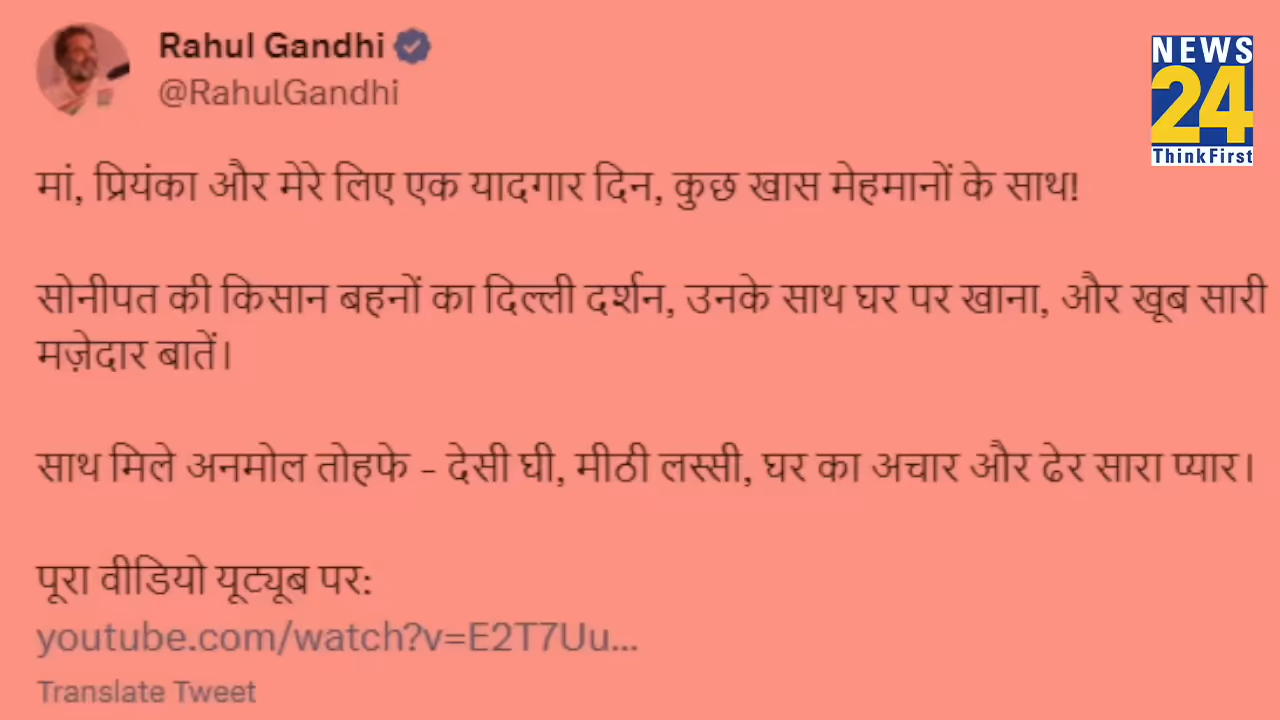 Rahul Gandhi
@RahulGandhi
NEWS
24
ThinkFirst
मां, प्रियंका और मेरे लिए एक यादगार दिन, कुछ खास मेहमानों के साथ!
सोनीपत की किसान बहनों का दिल्ली दर्शन, उनके साथ घर पर खाना, और खूब सारी
मज़ेदार बातें।
साथ मिले अनमोल तोहफे - देसी घी, मीठी लस्सी, घर का अचार और ढेर सारा प्यार।
पूरा वीडियो यूट्यूब पर:
youtube.com/watch?v=E2T7Uu...
Translate Tweet